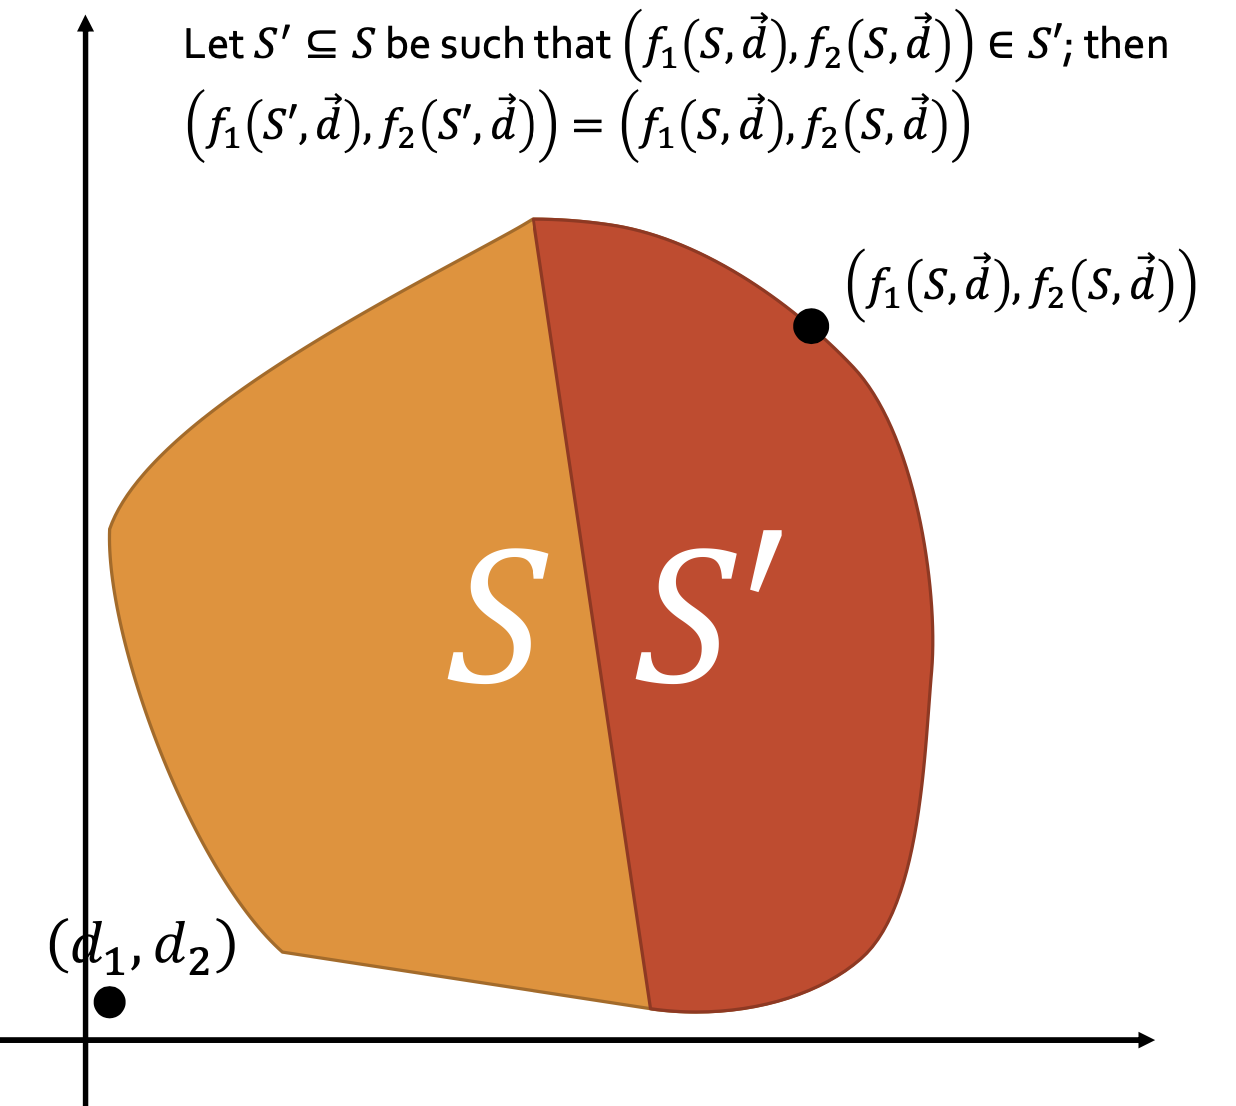 Let S′ ⊆ S be such that (f₁(S, d⃗), f₂(S, d⃗)) ∈ S′; then
(f₁(S′, d⃗), f₂(S′, d⃗)) = (f₁(S, d⃗), f₂(S, d⃗))
(f₁(S, d⃗), f₂(S, d⃗))
S S′
(d₁, d₂)